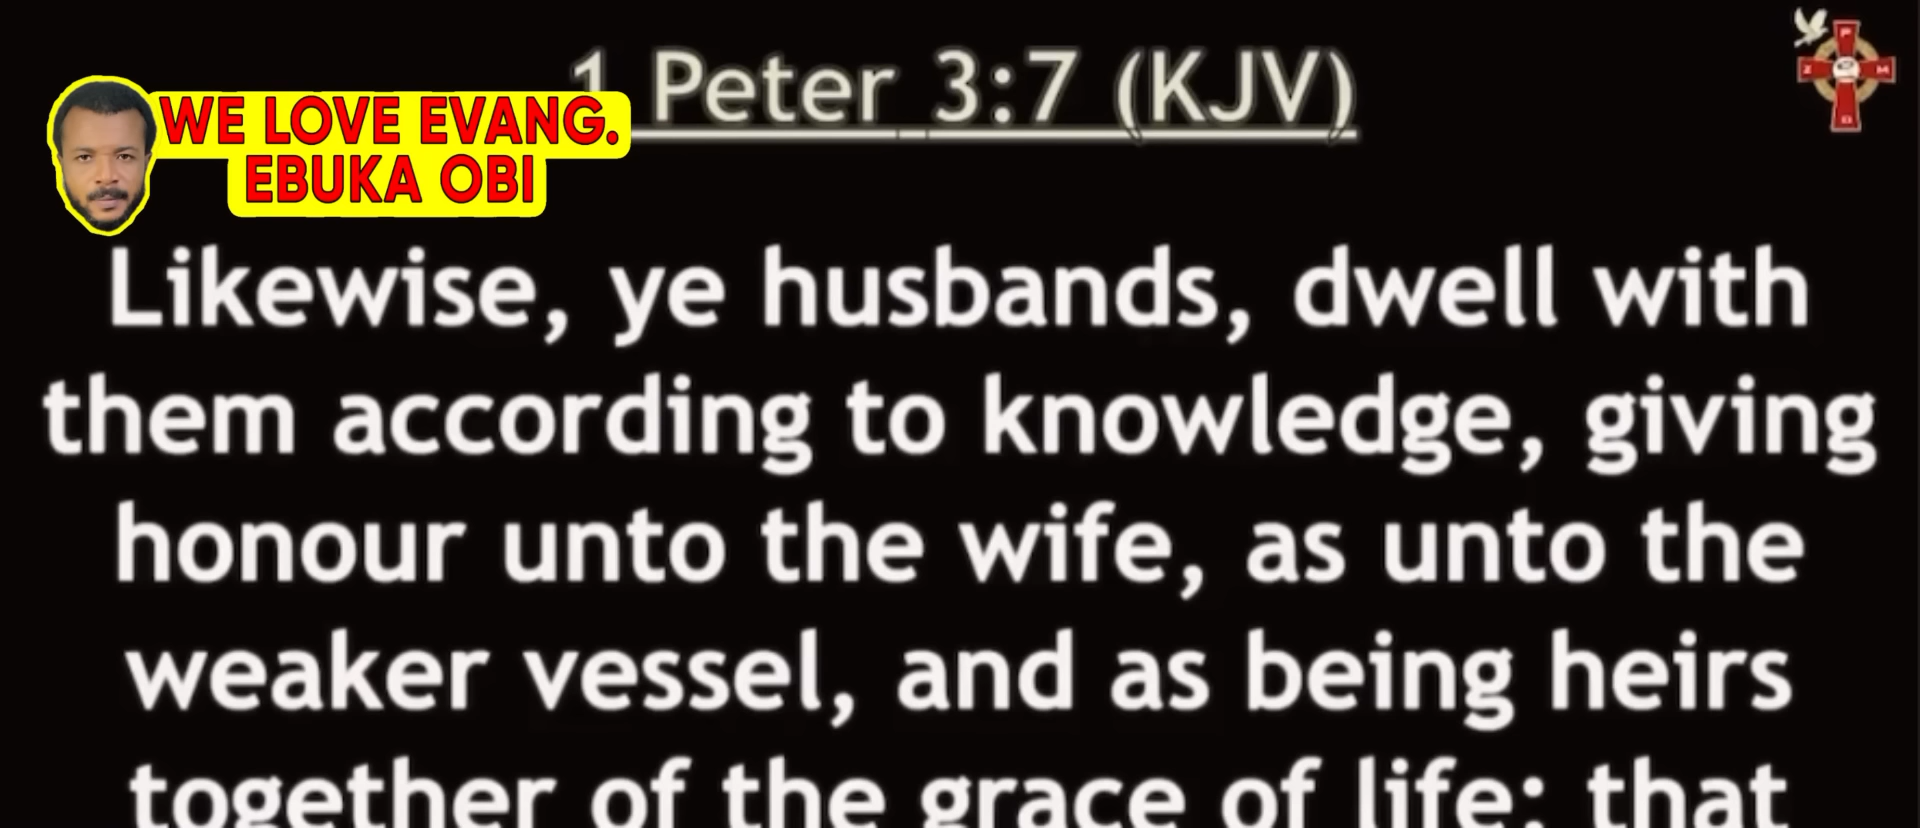 1 Peter 3:7 (KJV)
WE LOVE EVANG.
EBUKA OBI
Likewise, ye husbands, dwell with
them according to knowledge, giving
honour unto the wife, as unto the
weaker vessel, and as being heirs
together of the grace of life; that